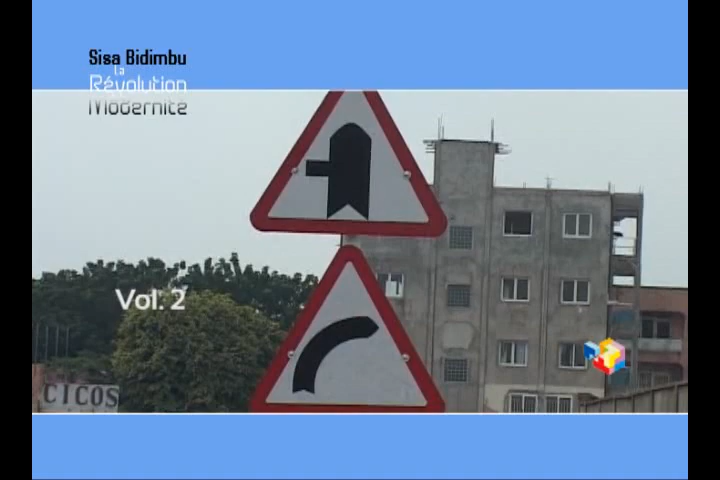 Sisa Bidimbu
La
Révolution
Modernité
Vol. 2
CICOS